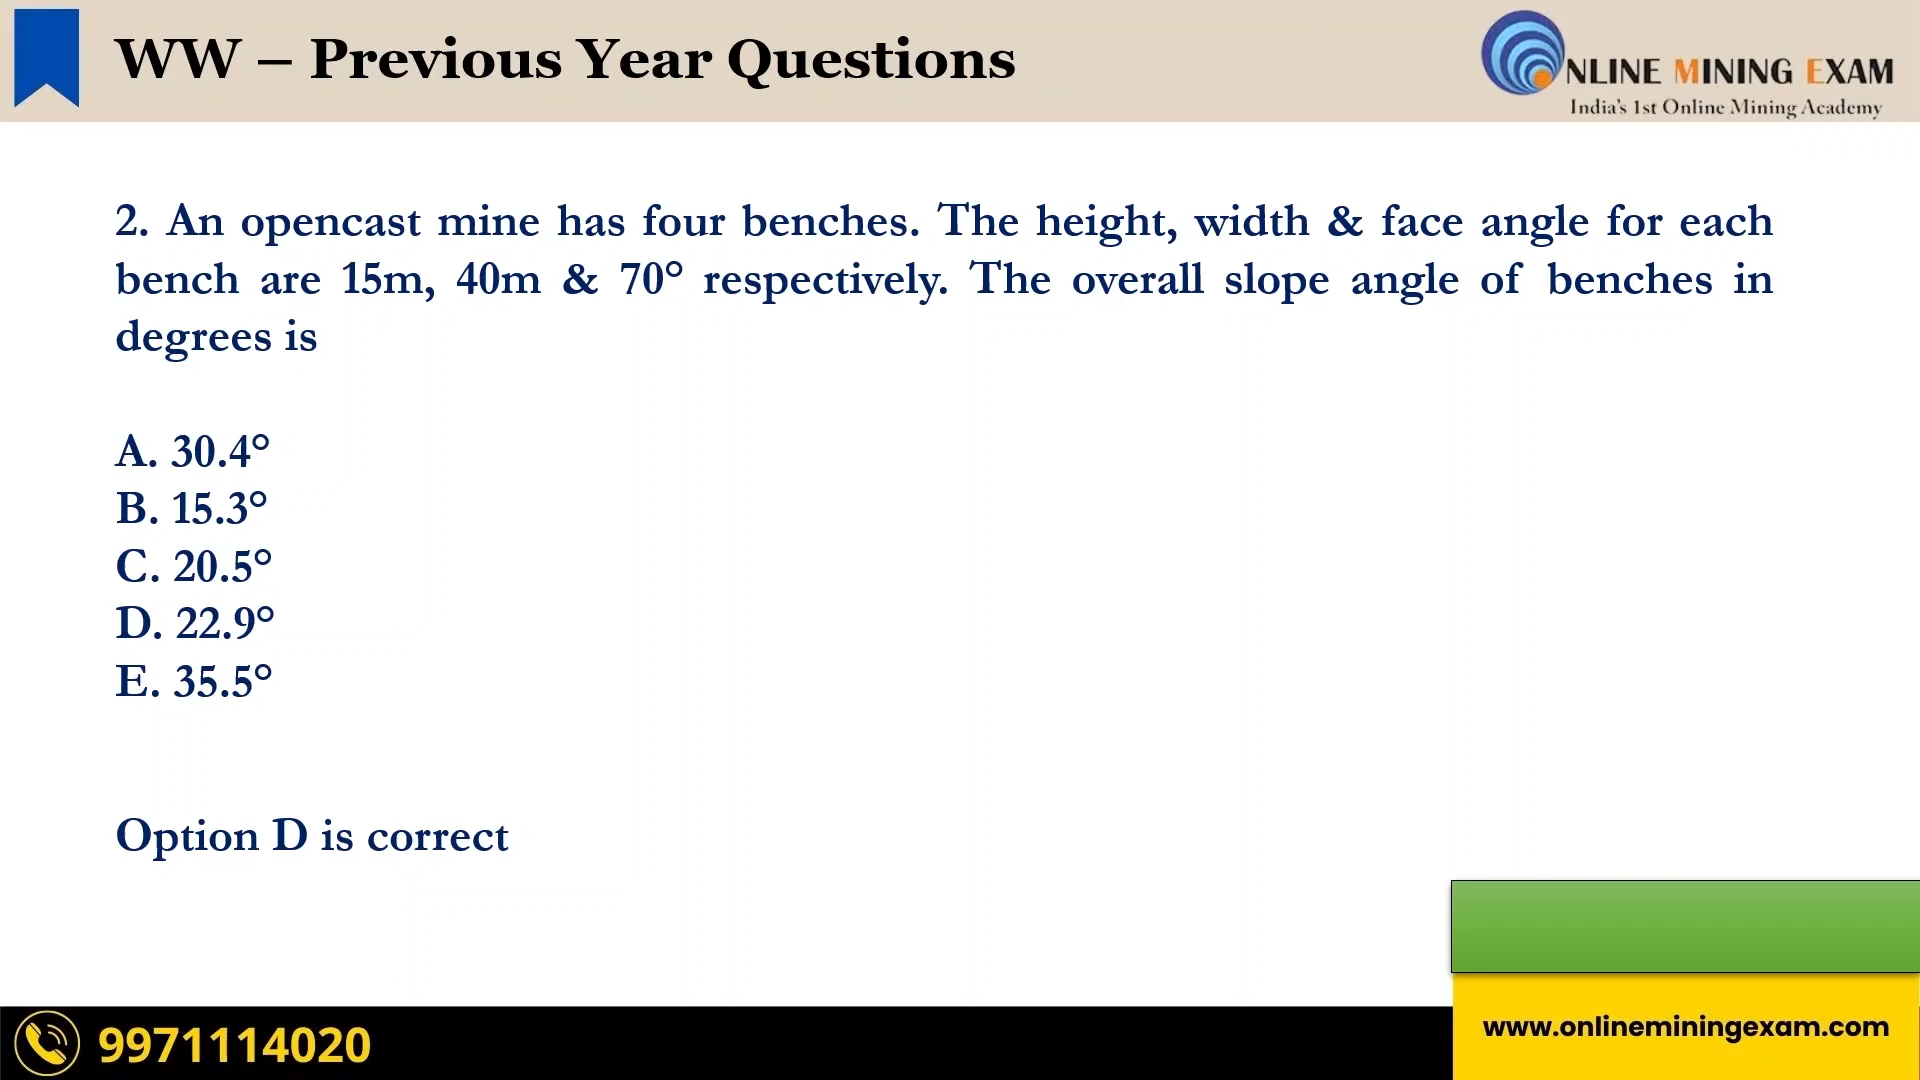 WW – Previous Year Questions
NLINE MINING EXAM
India's 1st Online Mining Academy
2. An opencast mine has four benches. The height, width & face angle for each
bench are 15m, 40m & 70° respectively. The overall slope angle of benches in
degrees is
A. 30.4°
B. 15.3°
C. 20.5°
D. 22.9°
E. 35.5°
Option D is correct
9971114020
www.onlineminingexam.com